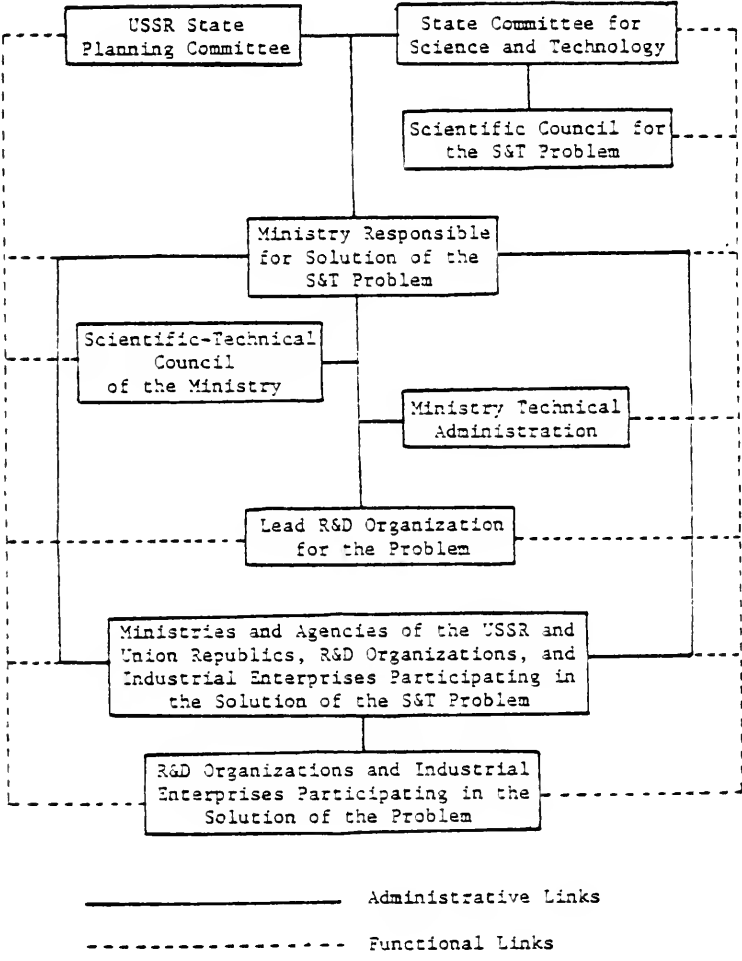 USSR State
Planning Committee
State Committee for
Science and Technology
Scientific Council for
the S&T Problem
Ministry Responsible
for Solution of the
S&T Problem
Scientific-Technical
Council
of the Ministry
Ministry Technical
Administration
Lead R&D Organization
for the Problem
Ministries and Agencies of the USSR and
Union Republics, R&D Organizations, and
Industrial Enterprises Participating in
the Solution of the S&T Problem
R&D Organizations and Industrial
Enterprises Participating in the
Solution of the Problem
Administrative Links
Functional Links